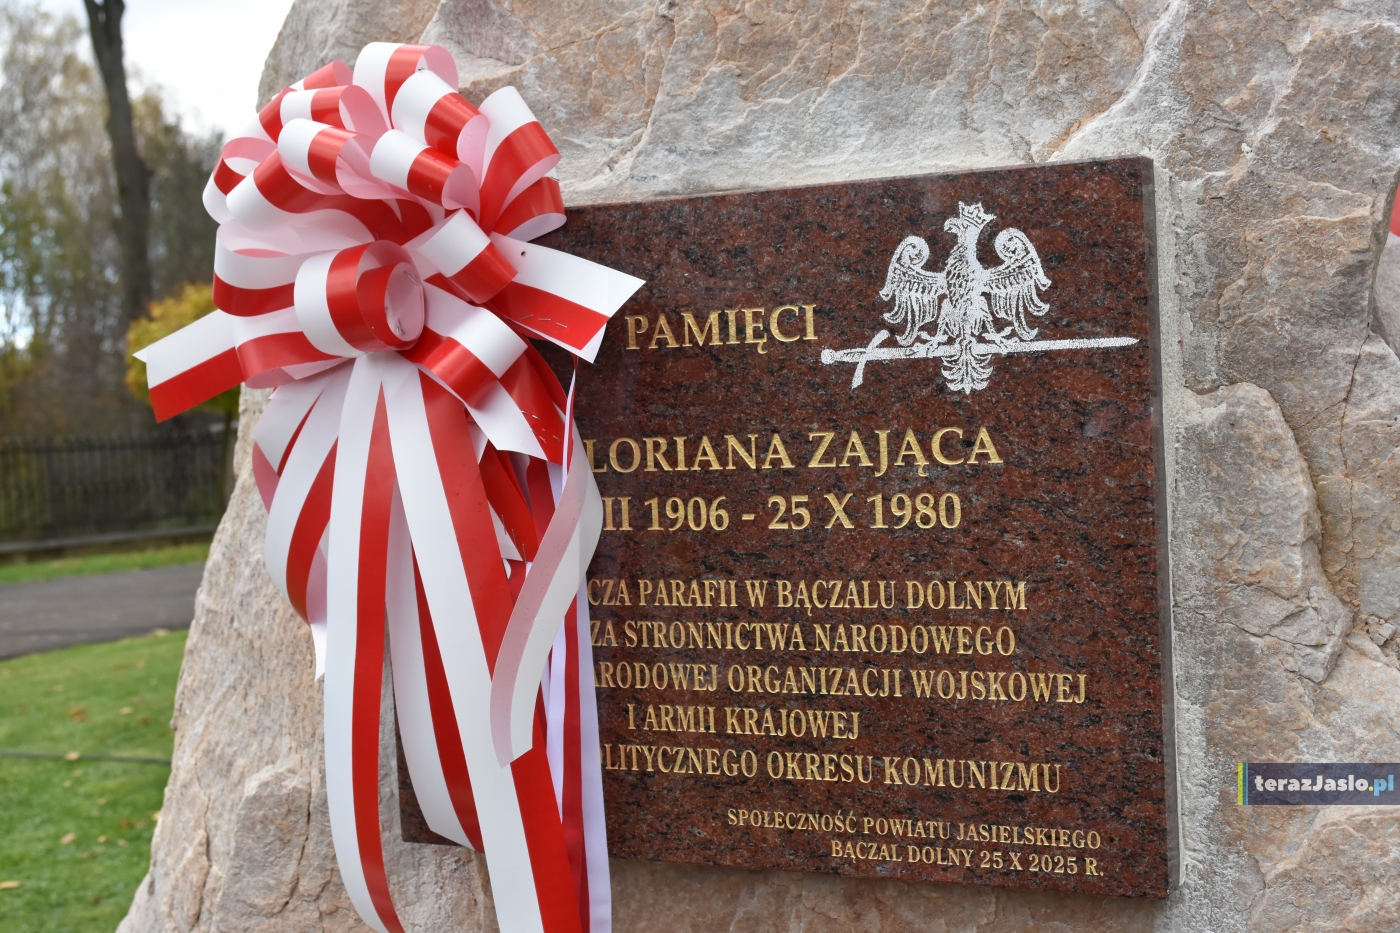 PAMIĘCI
LORIANA ZAJĄCA
II 1906 - 25 X 1980
CZA PARAFII W BĄCZALU DOLNYM
ZA STRONNICTWA NARODOWEGO
ARODOWEJ ORGANIZACJI WOJSKOWEJ
I ARMII KRAJOWEJ
LITYCZNEGO OKRESU KOMUNIZMU
SPOŁECZNOŚĆ POWIATU JASIELSKIEGO
BĄCZAL DOLNY 25 X 2025 R.
terazJasło.pl